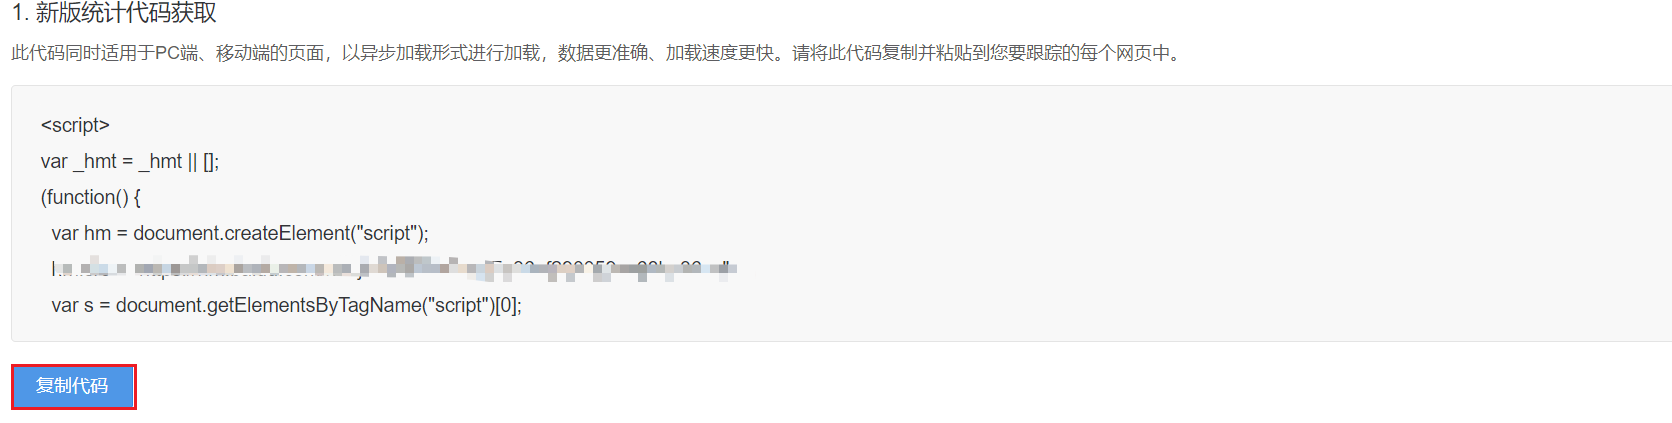 1. 新版统计代码获取
此代码同时适用于PC端、移动端的页面，以异步加载形式进行加载，数据更准确、加载速度更快。请将此代码复制并粘贴到您要跟踪的每个网页中。
<script>
var _hmt = _hmt || [];
(function() {
var hm = document.createElement("script");
var s = document.getElementsByTagName("script")[0];
复制代码